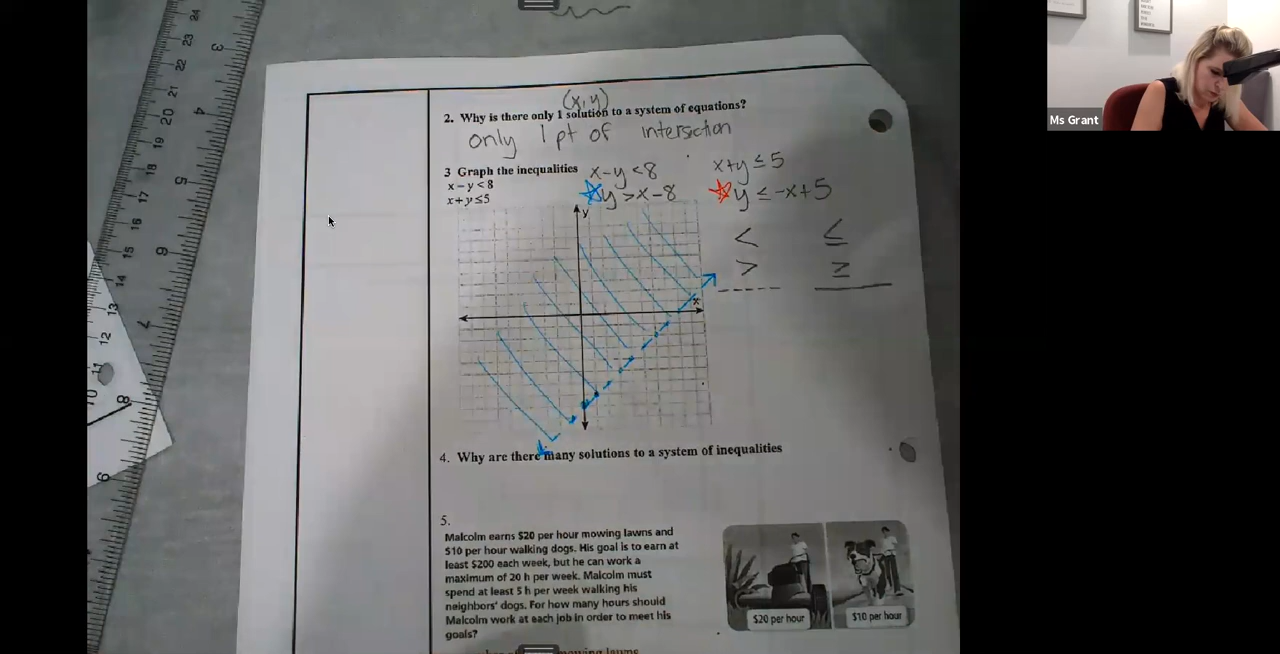 (x,y)
2. Why is there only 1 solution to a system of equations?
only 1 pt of intersction
3 Graph the inequalities
x-y<8
x+y≤5
x-y<8
y>x-8
x+y≤5
y≤-x+5
< ≤
> ≥
y
x
4. Why are there many solutions to a system of inequalities
5.
Malcolm earns $20 per hour mowing lawns and
$10 per hour walking dogs. His goal is to earn at
least $200 each week, but he can work a
maximum of 20 h per week. Malcolm must
spend at least 5 h per week walking his
neighbors' dogs. For how many hours should
Malcolm work at each job in order to meet his
goals?
$20 per hour
$10 per hour
mowing lawns
Ms Grant